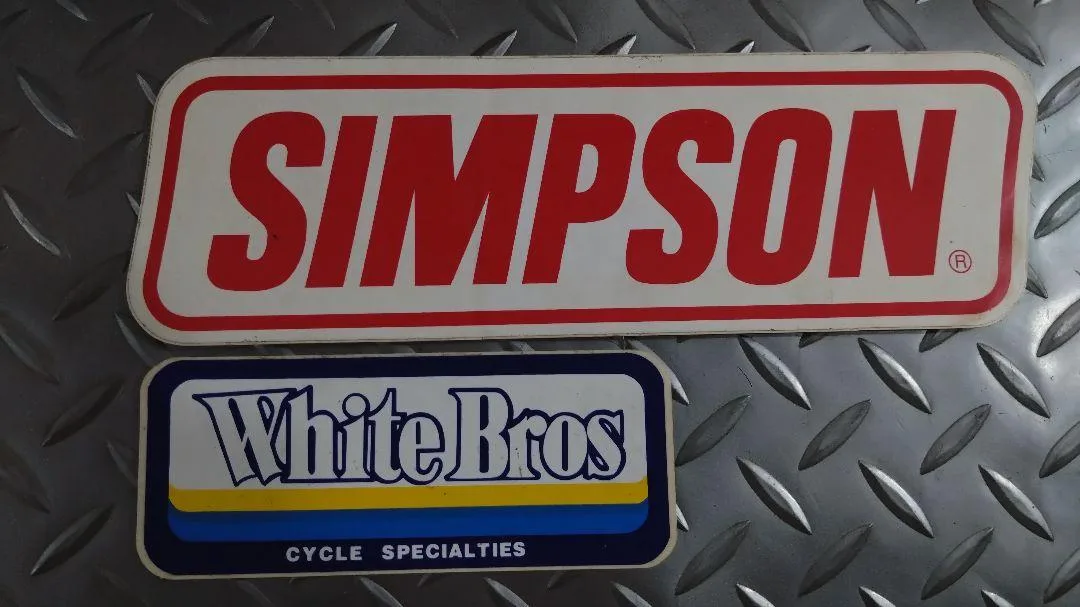 SIMPSON ®
White Bros
CYCLE SPECIALTIES